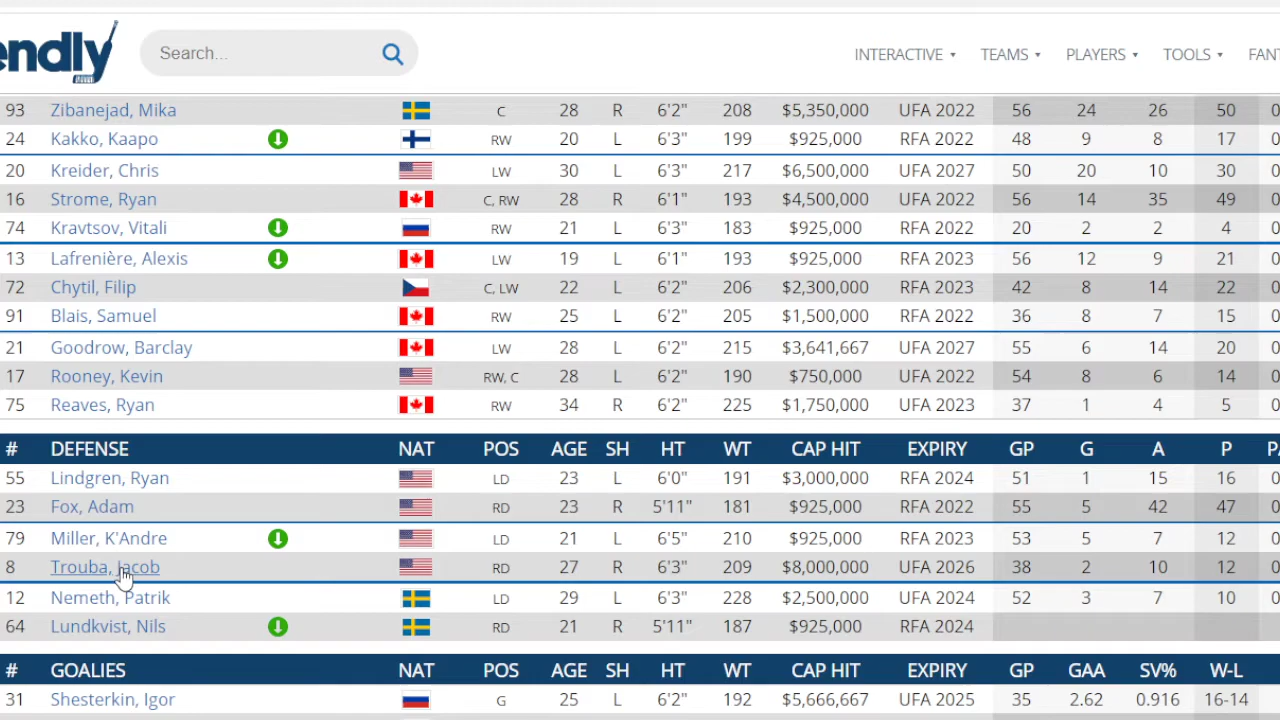 endly Search... INTERACTIVE TEAMS PLAYERS TOOLS FANT
93 Zibanejad, Mika C 28 R 6'2" 208 $5,350,000 UFA 2022 56 24 26 50 0
24 Kakko, Kaapo RW 20 L 6'3" 199 $925,000 RFA 2022 48 9 8 17 0
20 Kreider, Chris LW 30 L 6'3" 217 $6,500,000 UFA 2027 50 20 10 30 0
16 Strome, Ryan C, RW 28 R 6'1" 193 $4,500,000 UFA 2022 56 14 35 49 0
74 Kravtsov, Vitali RW 21 L 6'3" 183 $925,000 RFA 2022 20 2 2 4 0
13 Lafrenière, Alexis LW 19 L 6'1" 193 $925,000 RFA 2023 56 12 9 21 0
72 Chytil, Filip C, LW 22 L 6'2" 206 $2,300,000 RFA 2023 42 8 14 22 0
91 Blais, Samuel RW 25 L 6'2" 205 $1,500,000 RFA 2022 36 8 7 15 0
21 Goodrow, Barclay LW 28 L 6'2" 215 $3,641,667 UFA 2027 55 6 14 20 0
17 Rooney, Kevin RW, C 28 L 6'2" 190 $750,000 UFA 2022 54 8 6 14 0
75 Reaves, Ryan RW 34 R 6'2" 225 $1,750,000 UFA 2023 37 1 4 5 0
# DEFENSE NAT POS AGE SH HT WT CAP HIT EXPIRY GP G A P P
55 Lindgren, Ryan LD 23 L 6'0" 191 $3,000,000 RFA 2024 51 1 15 16 0
23 Fox, Adam RD 23 R 5'11" 181 $925,000 RFA 2022 55 5 42 47 0
79 Miller, K'Andre LD 21 L 6'5" 210 $925,000 RFA 2023 53 5 7 12 0
8 Trouba, Jacob RD 27 R 6'3" 209 $8,000,000 UFA 2026 38 2 10 12 0
12 Nemeth, Patrik LD 29 L 6'3" 228 $2,500,000 UFA 2024 52 3 7 10 0
64 Lundkvist, Nils RD 21 R 5'11" 187 $925,000 RFA 2024
# GOALIES NAT POS AGE SH HT WT CAP HIT EXPIRY GP GAA SV% W-L
31 Shesterkin, Igor G 25 L 6'2" 192 $5,666,667 UFA 2025 35 2.62 0.916 16-14